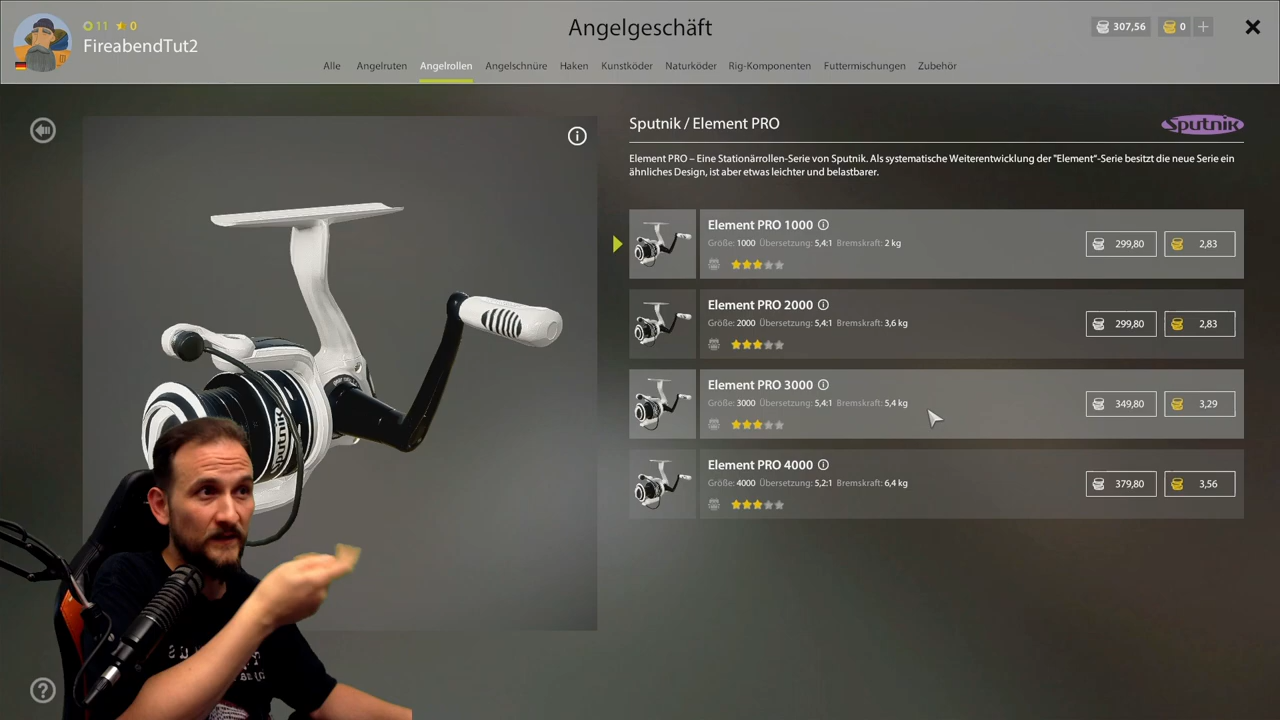 11 0
FireabendTut2
Angelgeschäft
307,56 0
Alle Angelruten Angelrollen Angelschnüre Haken Kunstköder Naturköder Rig-Komponenten Futtermischungen Zubehör
Sputnik / Element PRO
Sputnik
Element PRO – Eine Stationärrollen-Serie von Sputnik. Als systematische Weiterentwicklung der "Element"-Serie besitzt die neue Serie ein
ähnliches Design, ist aber etwas leichter und belastbarer.
Element PRO 1000
Größe: 1000 Übersetzung: 5,4:1 Bremskraft: 2 kg
299,80 2,83
Element PRO 2000
Größe: 2000 Übersetzung: 5,4:1 Bremskraft: 3,6 kg
299,80 2,83
Element PRO 3000
Größe: 3000 Übersetzung: 5,4:1 Bremskraft: 5,4 kg
349,80 3,29
Element PRO 4000
Größe: 4000 Übersetzung: 5,2:1 Bremskraft: 6,4 kg
379,80 3,56
Sputnik